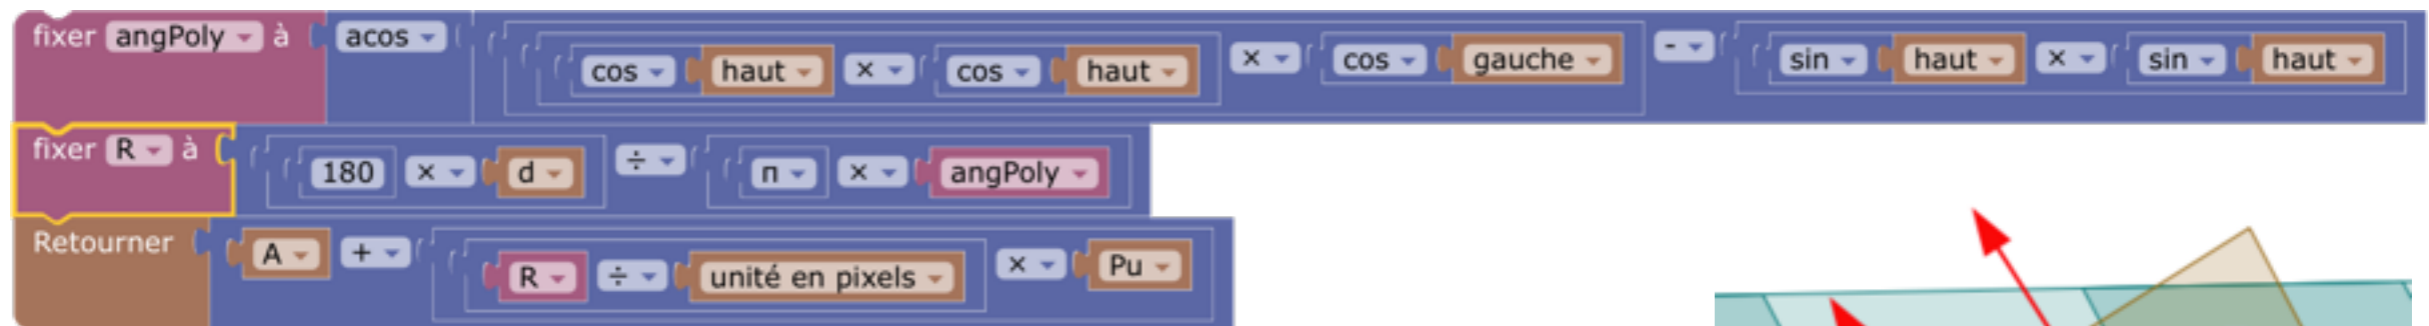 fixer angPoly à acos cos haut × cos haut × cos gauche - sin haut × sin haut
fixer R à 180 × d ÷ π × angPoly
Retourner A + R ÷ unité en pixels × Pu